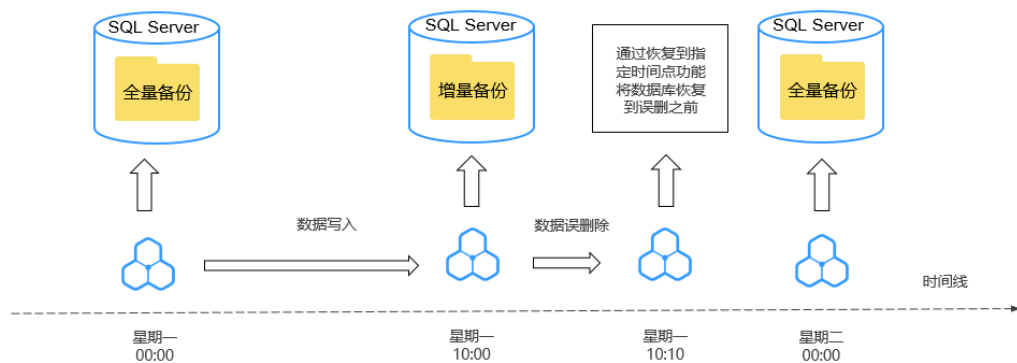 SQL Server
全量备份
SQL Server
增量备份
通过恢复到指
定时间点功能
将数据库恢复
到误删之前
SQL Server
全量备份
数据写入
数据误删除
时间线
星期一
00:00
星期一
10:00
星期一
10:10
星期二
00:00